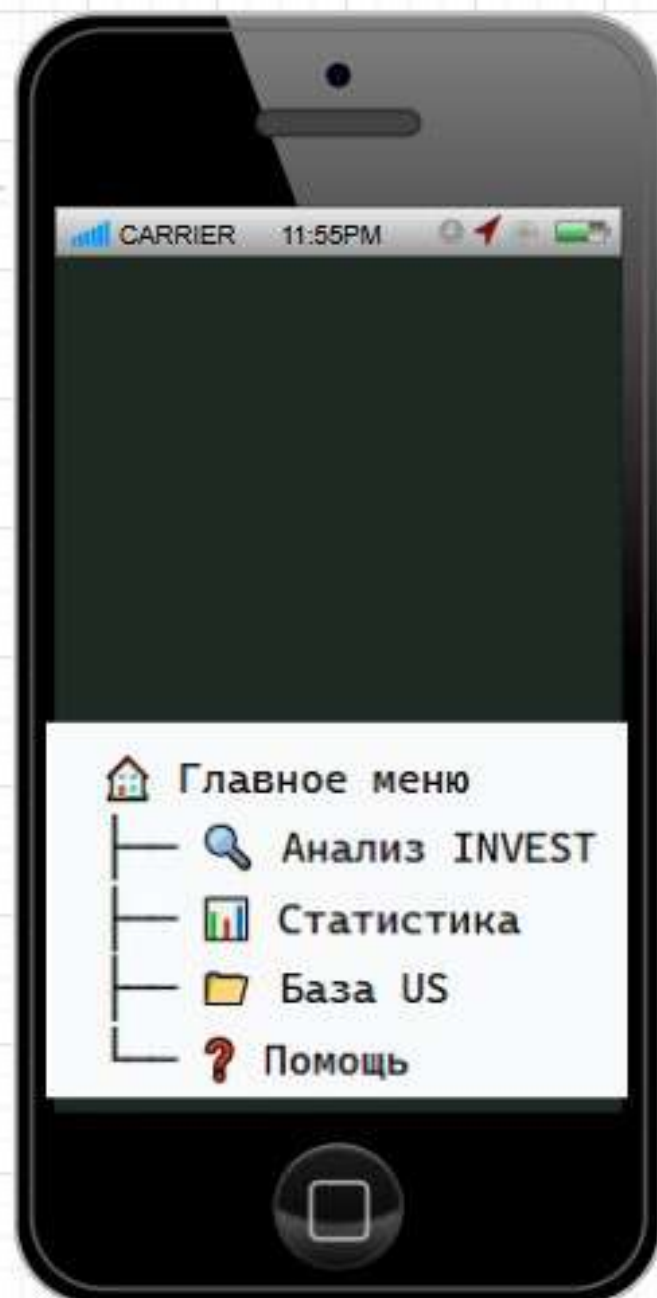 CARRIER 11:55PM
Главное меню
Анализ INVEST
Статистика
База US
Помощь